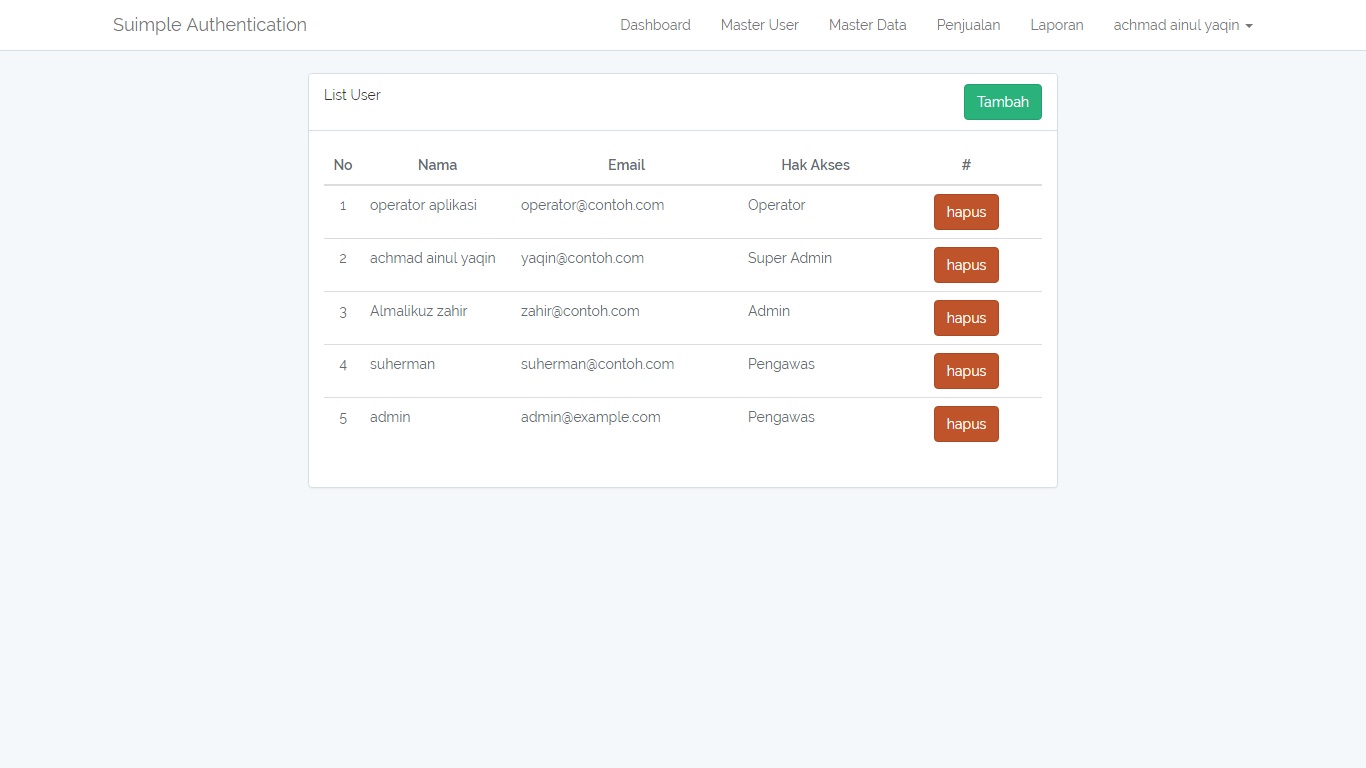 Suimple Authentication Dashboard Master User Master Data Penjualan Laporan achmad ainul yaqin
List User Tambah
No Nama Email Hak Akses #
1 operator aplikasi operator@contoh.com Operator hapus
2 achmad ainul yaqin yaqin@contoh.com Super Admin hapus
3 Almalikuz zahir zahir@contoh.com Admin hapus
4 suherman suherman@contoh.com Pengawas hapus
5 admin admin@example.com Pengawas hapus